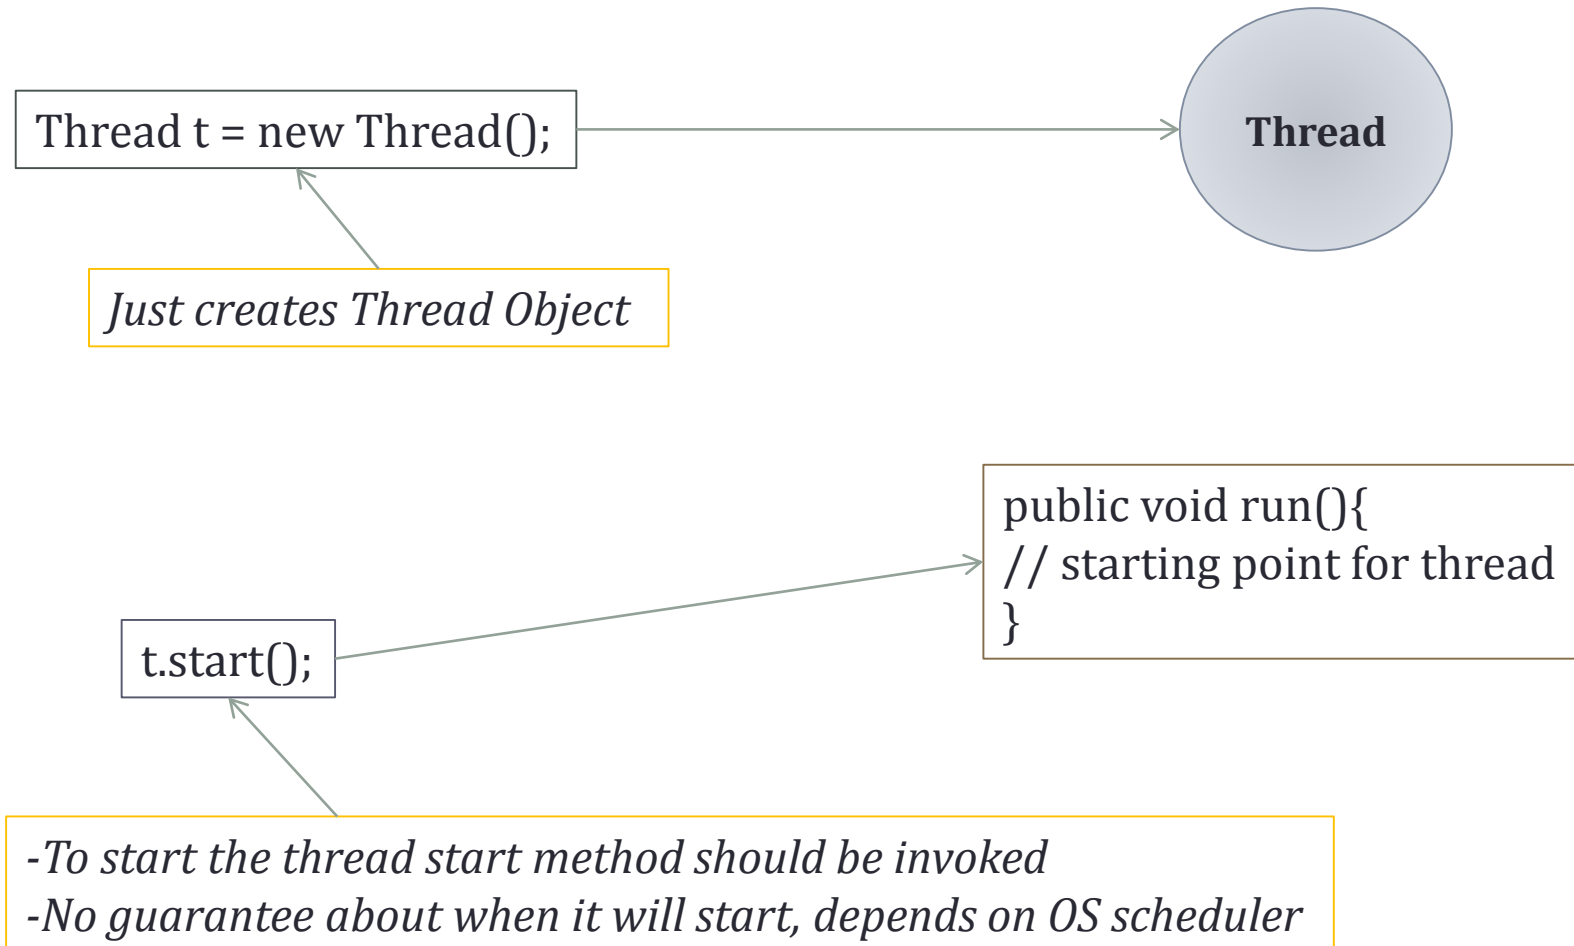 Thread t = new Thread();
Thread
Just creates Thread Object
public void run(){
// starting point for thread
}
t.start();
-To start the thread start method should be invoked
-No guarantee about when it will start, depends on OS scheduler